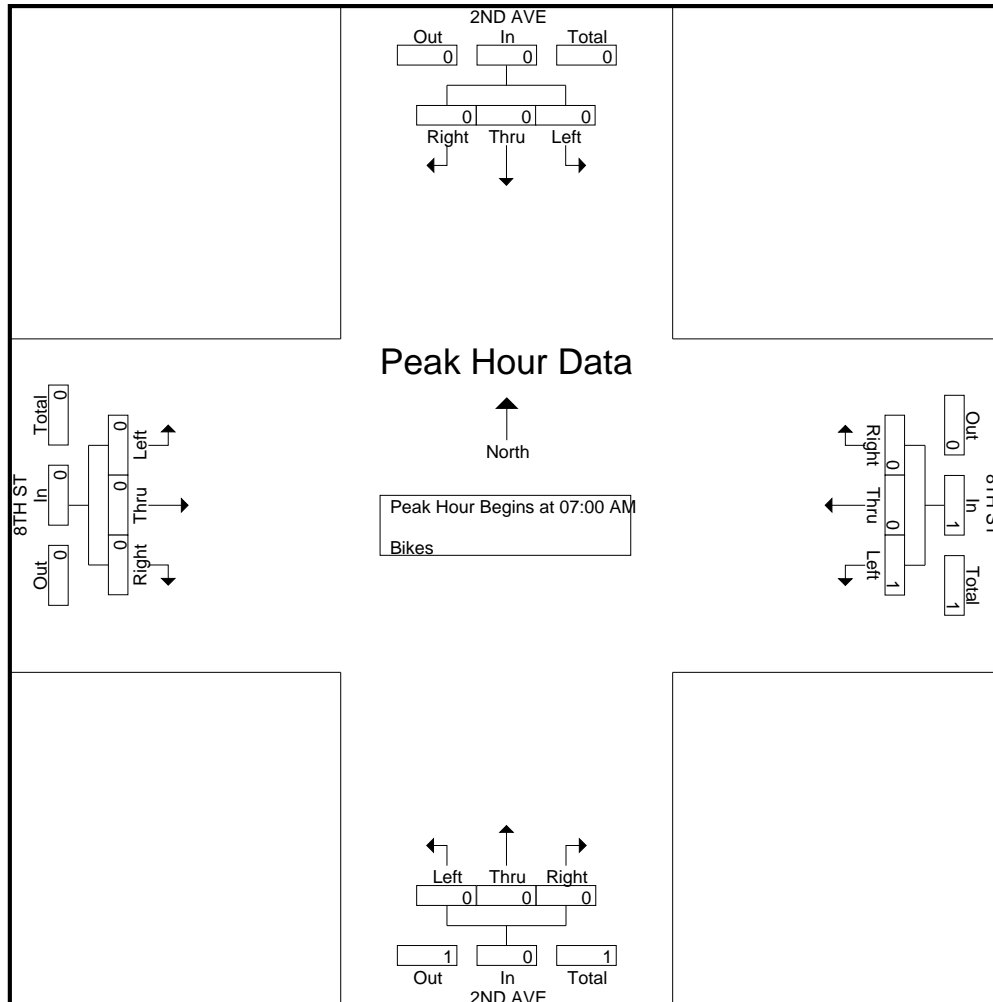 2ND AVE
Out In Total
0 0 0
0 0 0
Right Thru Left
Peak Hour Data
North
Peak Hour Begins at 07:00 AM
Bikes
8TH ST
Total In Out
0 0 0
0 0 0
Left Thru Right
8TH ST
Out In Total
0 1 1
0 0 1
Right Thru Left
Left Thru Right
0 0 0
1 0 1
Out In Total
2ND AVE